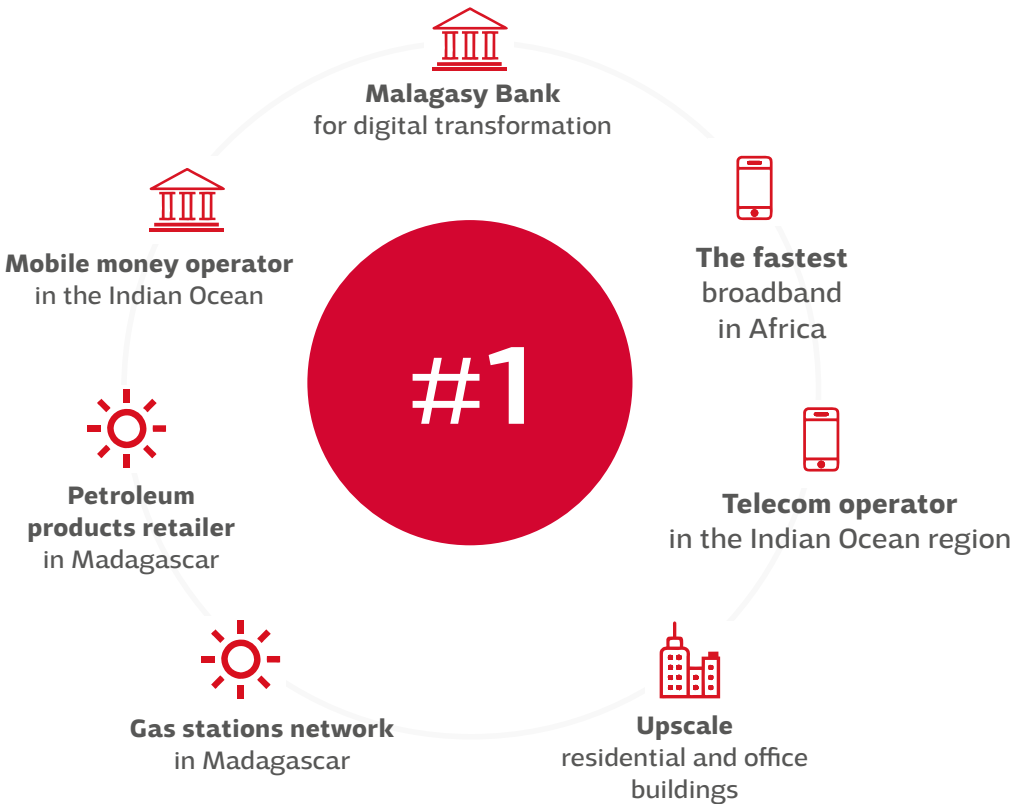 Malagasy Bank
for digital transformation
The fastest
broadband
in Africa
Telecom operator
in the Indian Ocean region
Upscale
residential and office
buildings
Gas stations network
in Madagascar
Petroleum
products retailer
in Madagascar
Mobile money operator
in the Indian Ocean
#1